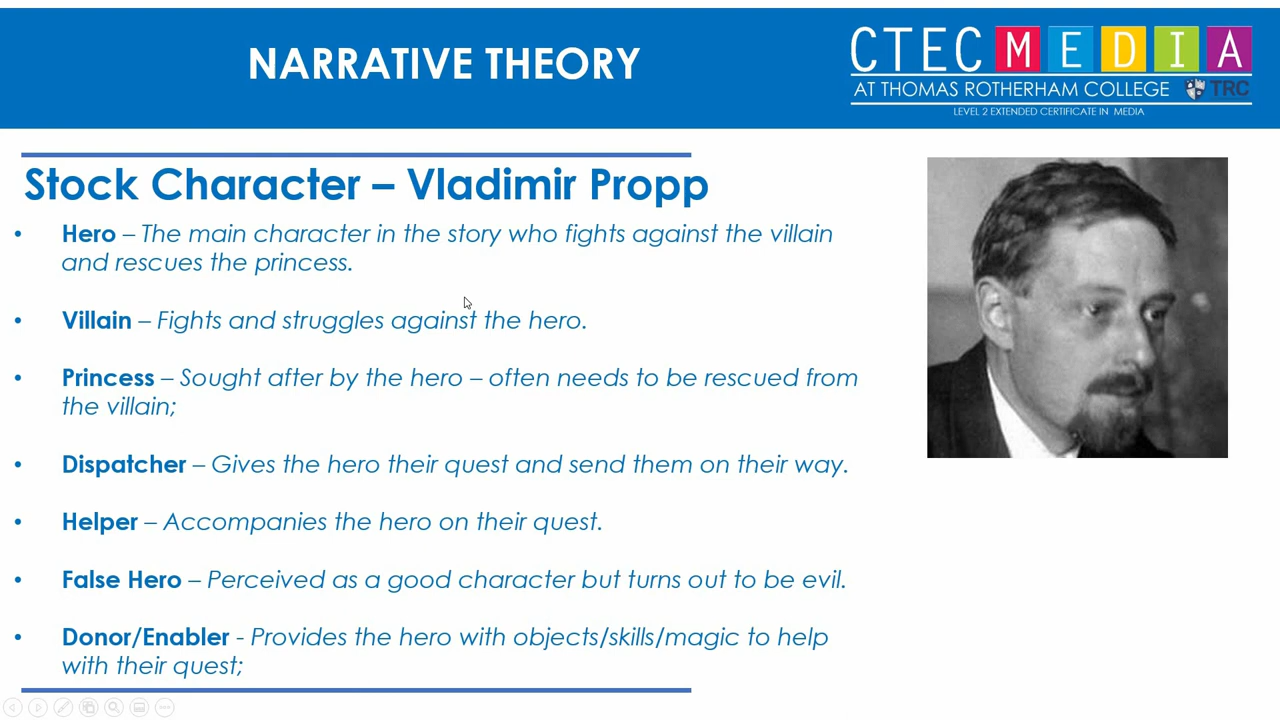 NARRATIVE THEORY
CTEC MEDIA
AT THOMAS ROTHERHAM COLLEGE TRC
LEVEL 2 EXTENDED CERTIFICATE IN MEDIA
Stock Character – Vladimir Propp
• Hero – The main character in the story who fights against the villain
and rescues the princess.
• Villain – Fights and struggles against the hero.
• Princess – Sought after by the hero – often needs to be rescued from
the villain;
• Dispatcher – Gives the hero their quest and send them on their way.
• Helper – Accompanies the hero on their quest.
• False Hero – Perceived as a good character but turns out to be evil.
• Donor/Enabler - Provides the hero with objects/skills/magic to help
with their quest;